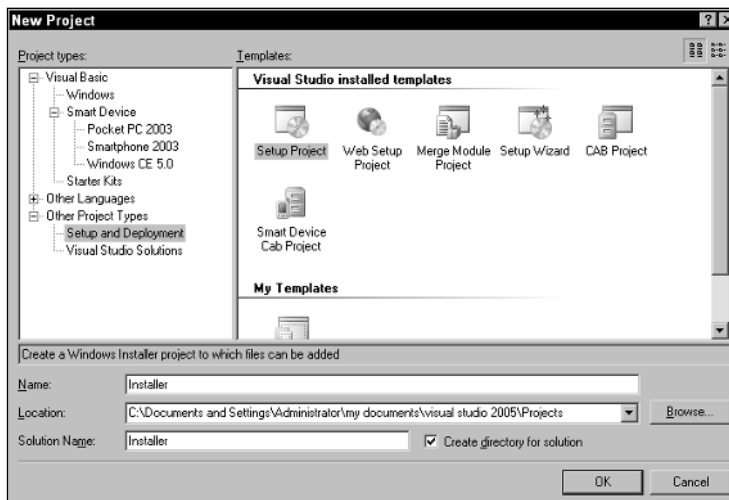 New Project
Project types:
Templates:
Visual Basic
Windows
Smart Device
Pocket PC 2003
Smartphone 2003
Windows CE 5.0
Starter Kits
Other Languages
Other Project Types
Setup and Deployment
Visual Studio Solutions
Visual Studio installed templates
Setup Project
Web Setup
Project
Merge Module
Project
Setup Wizard
CAB Project
Smart Device
Cab Project
My Templates
Create a Windows Installer project to which files can be added
Name:
Installer
Location:
C:\Documents and Settings\Administrator\my documents\visual studio 2005\Projects
Browse...
Solution Name:
Installer
Create directory for solution
OK
Cancel